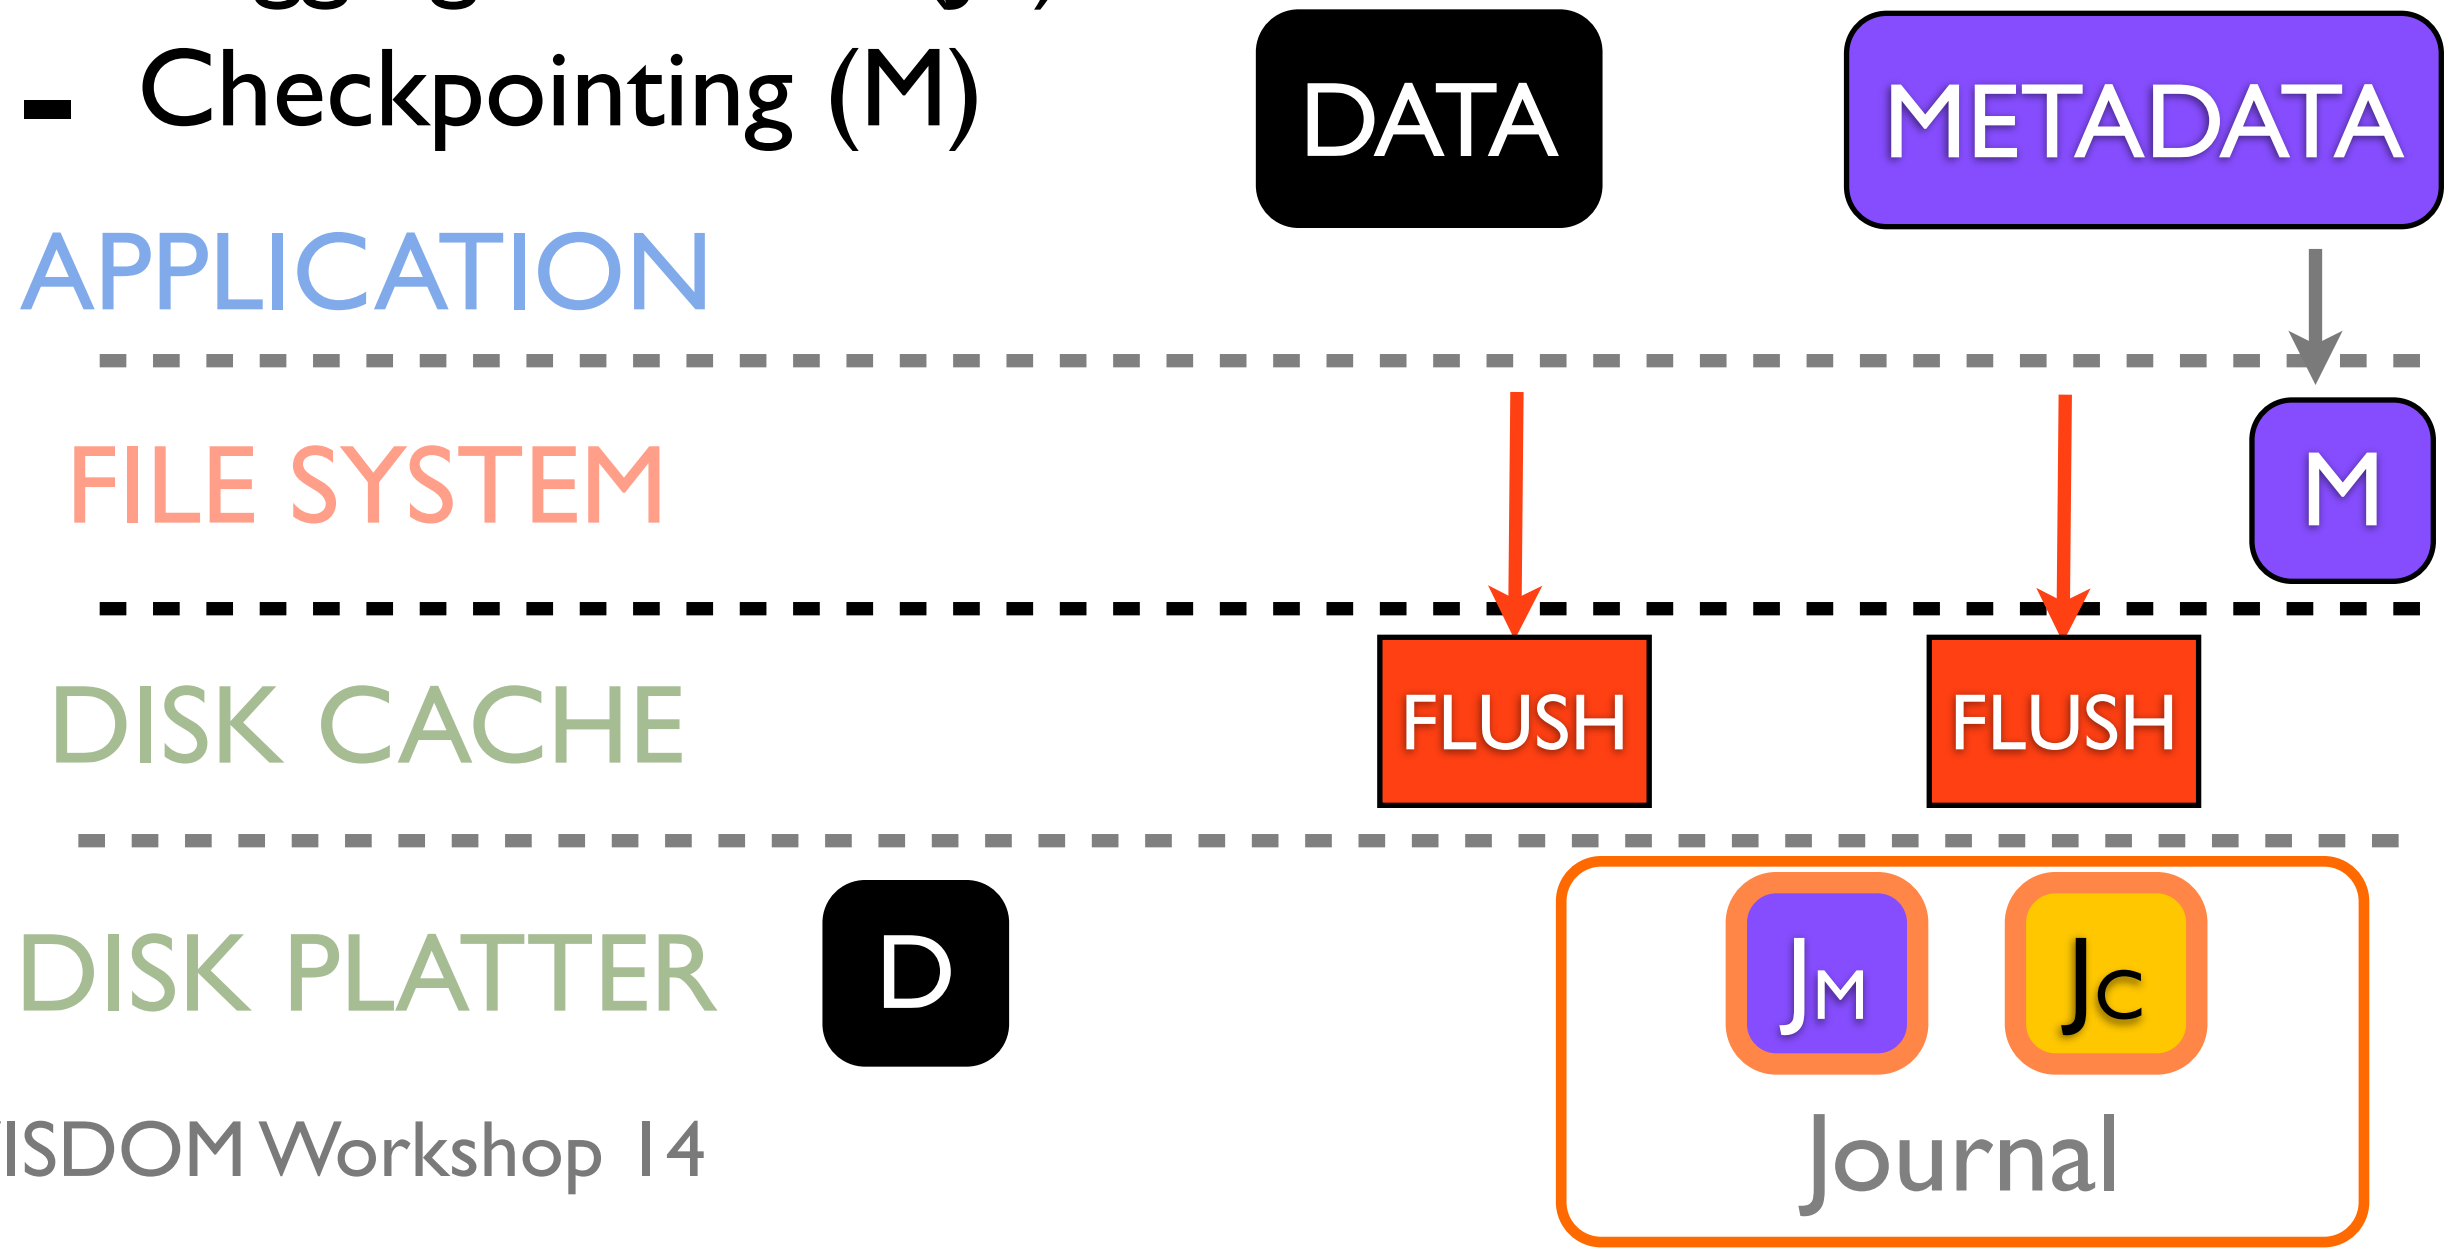 - Checkpointing (M)
DATA
METADATA
APPLICATION
FILE SYSTEM
M
DISK CACHE
FLUSH
FLUSH
DISK PLATTER
D
JM
JC
Workshop 14
Journal